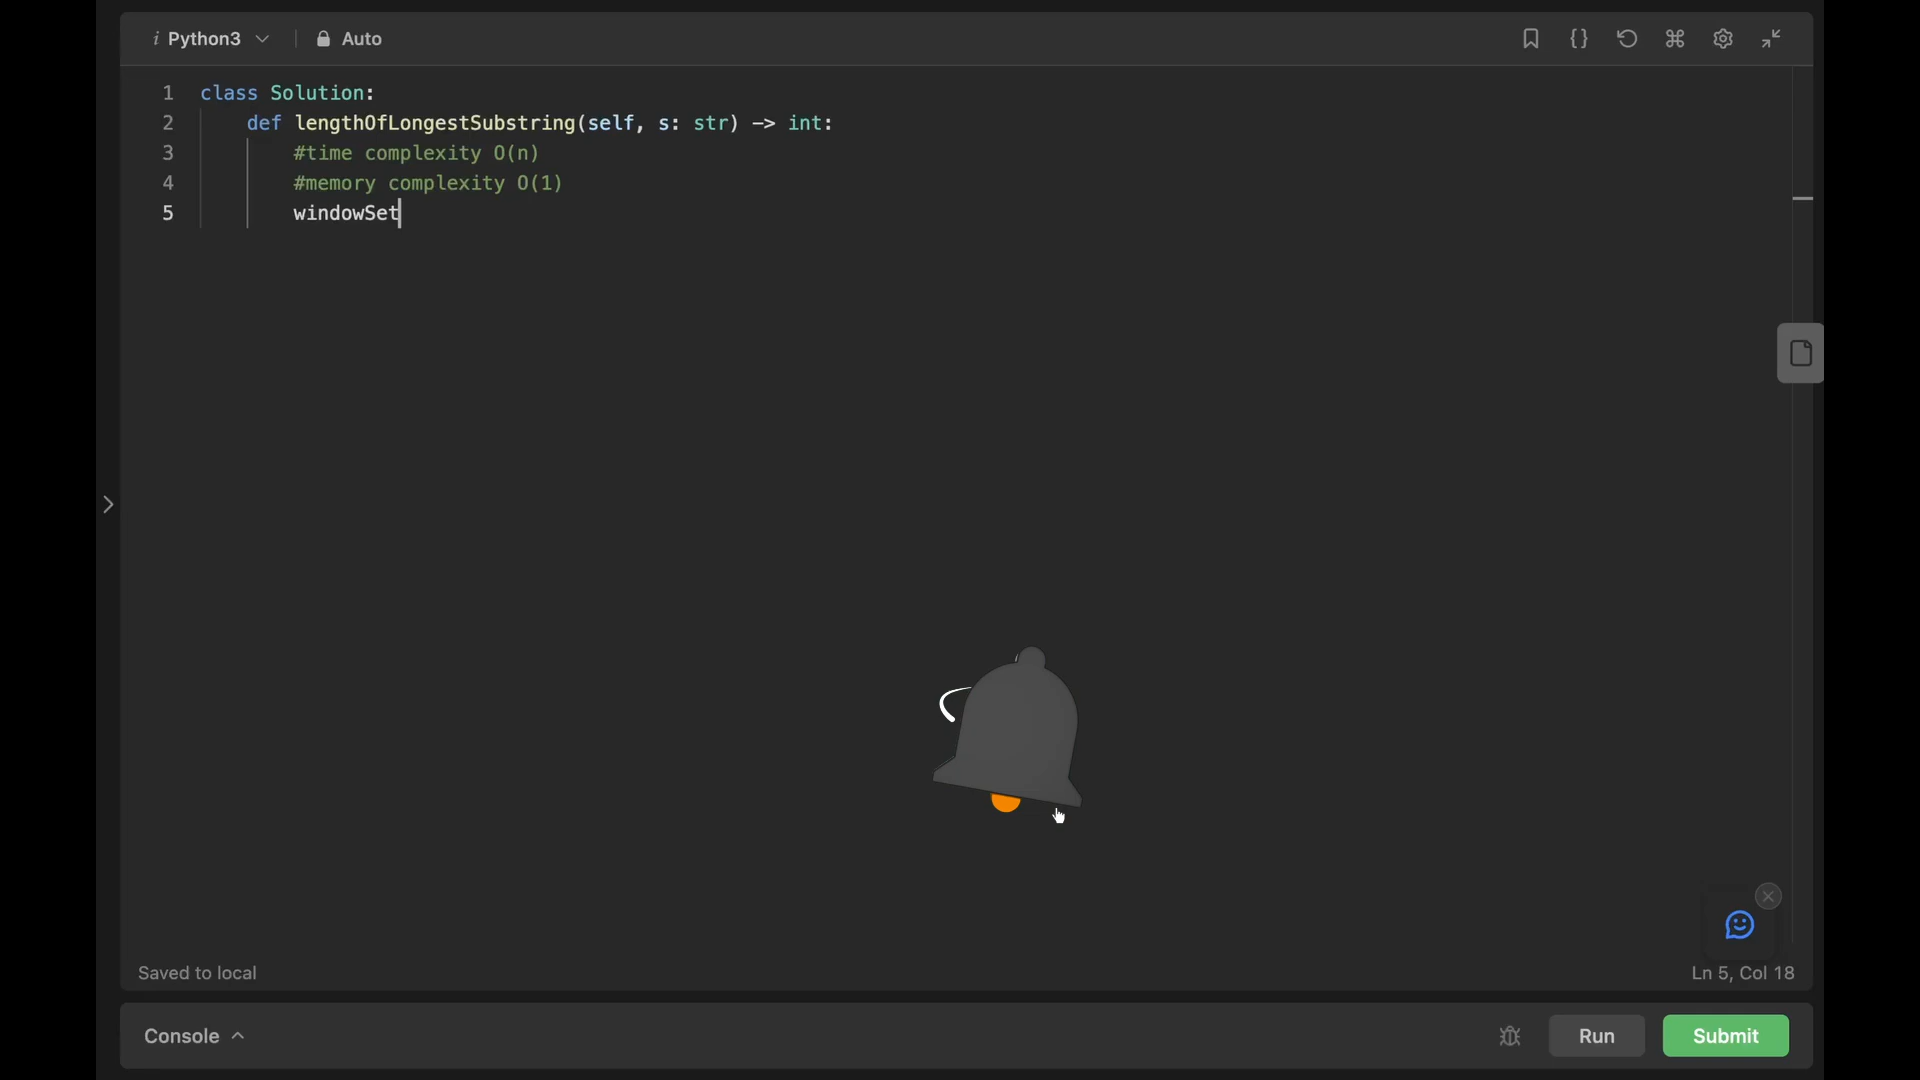 i Python3 Auto
1 class Solution:
2 def lengthOfLongestSubstring(self, s: str) -> int:
3 #time complexity O(n)
4 #memory complexity O(1)
5 windowSet
Saved to local
Ln 5, Col 18
Console Run Submit